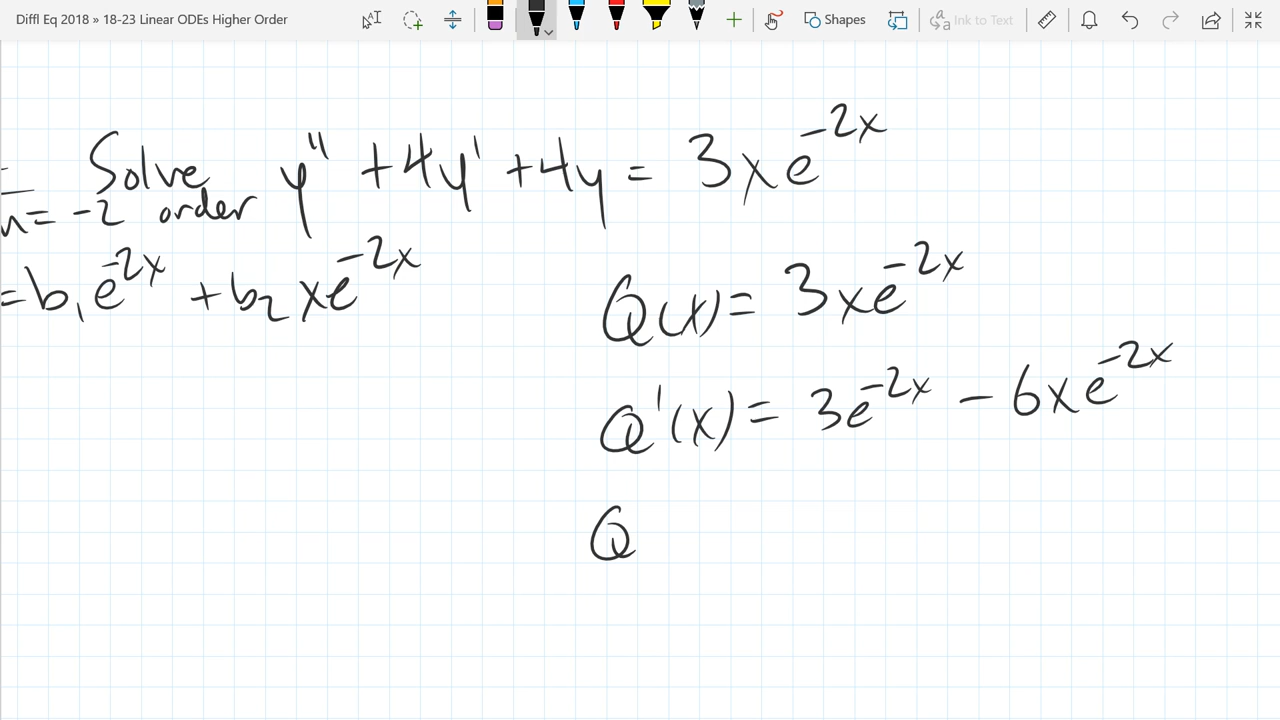 Diffl Eq 2018 » 18-23 Linear ODEs Higher Order
Shapes
Ink to Text
Solve y'' + 4y' + 4y = 3xe^{-2x}
= -2 order
= b₁e^{-2x} + b₂xe^{-2x}
Q(x) = 3xe^{-2x}
Q'(x) = 3e^{-2x} - 6xe^{-2x}
Q